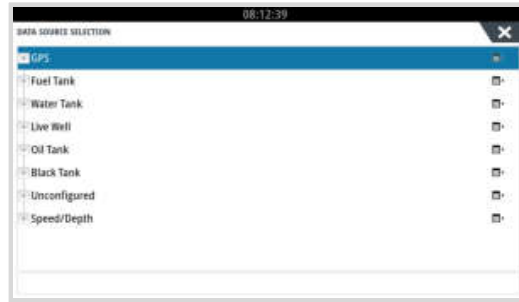 08:12:39
DATA SOURCE SELECTION
GPS
Fuel Tank
Water Tank
Live Well
Oil Tank
Black Tank
Unconfigured
Speed/Depth